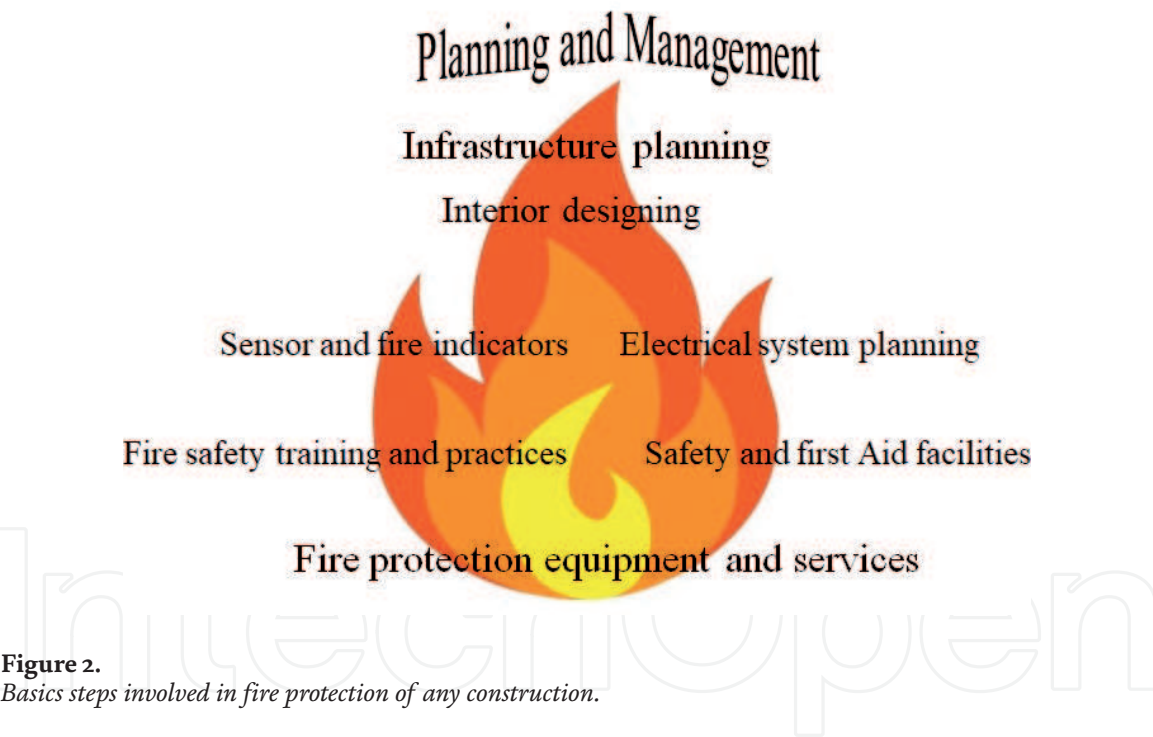 Planning and Management
Infrastructure planning
Interior designing
Sensor and fire indicators
Electrical system planning
Fire safety training and practices
Safety and first Aid facilities
Fire protection equipment and services
IntechOpen
Figure 2.
Basics steps involved in fire protection of any construction.